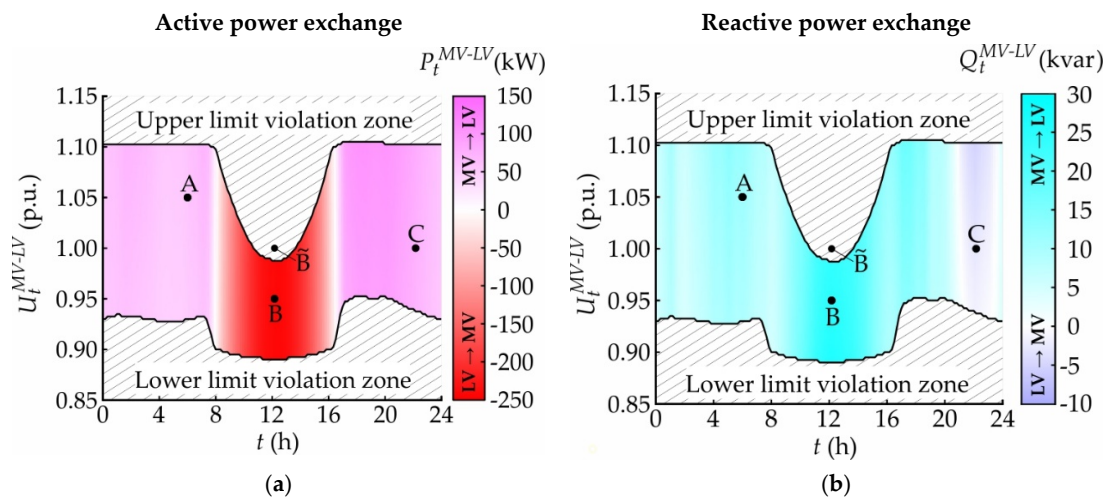 Active power exchange
P_t^{MV-LV} (kW)
1.15
1.10
1.05
1.00
0.95
0.90
0.85
U_t^{MV-LV} (p.u.)
Upper limit violation zone
A
B̃
B
C
Lower limit violation zone
0 4 8 12 16 20 24
t (h)
150
100
50
0
-50
-100
-150
-200
-250
MV → LV
LV → MV
(a)
Reactive power exchange
Q_t^{MV-LV} (kvar)
1.15
1.10
1.05
1.00
0.95
0.90
0.85
U_t^{MV-LV} (p.u.)
Upper limit violation zone
A
B̃
B
C
Lower limit violation zone
0 4 8 12 16 20 24
t (h)
30
25
20
15
10
5
0
-5
-10
MV → LV
LV → MV
(b)